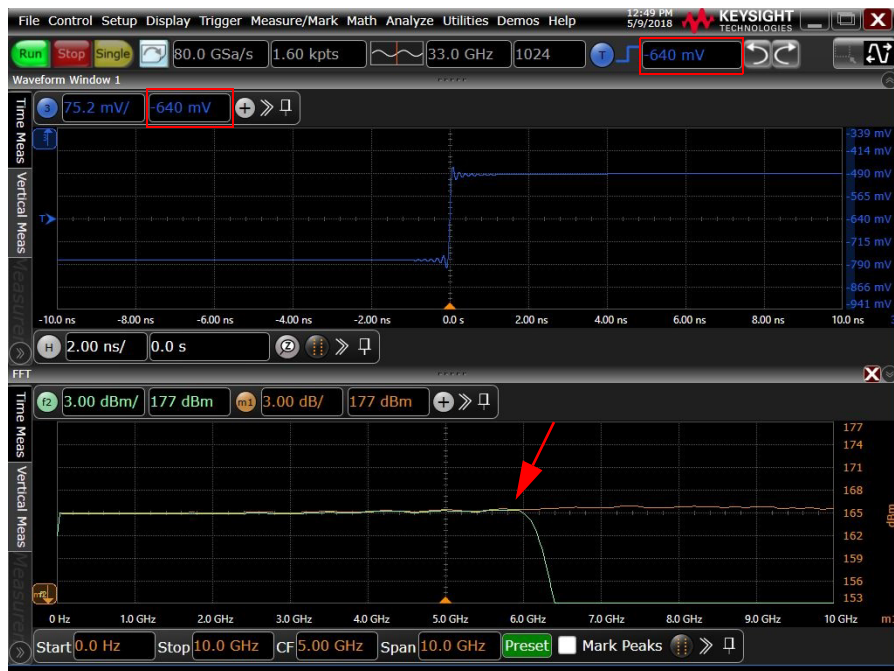 File Control Setup Display Trigger Measure/Mark Math Analyze Utilities Demos Help
12:49 PM
5/9/2018
KEYSIGHT
TECHNOLOGIES
Run Stop Single 80.0 GSa/s 1.60 kpts 33.0 GHz 1024 T -640 mV
Waveform Window 1
Time Meas
Vertical Meas
Measure
3 75.2 mV/ -640 mV
-339 mV
-414 mV
-490 mV
-565 mV
T -640 mV
-715 mV
-790 mV
-866 mV
-941 mV
-10.0 ns -8.00 ns -6.00 ns -4.00 ns -2.00 ns 0.0 s 2.00 ns 4.00 ns 6.00 ns 8.00 ns 10.0 ns
H 2.00 ns/ 0.0 s
FFT
Time Meas
Vertical Meas
Measure
f2 3.00 dBm/ 177 dBm m1 3.00 dB/ 177 dBm
177
174
171
168
165
162
159
156
153
dBm
0 Hz 1.0 GHz 2.0 GHz 3.0 GHz 4.0 GHz 5.0 GHz 6.0 GHz 7.0 GHz 8.0 GHz 9.0 GHz 10 GHz
Start 0.0 Hz Stop 10.0 GHz CF 5.00 GHz Span 10.0 GHz Preset Mark Peaks